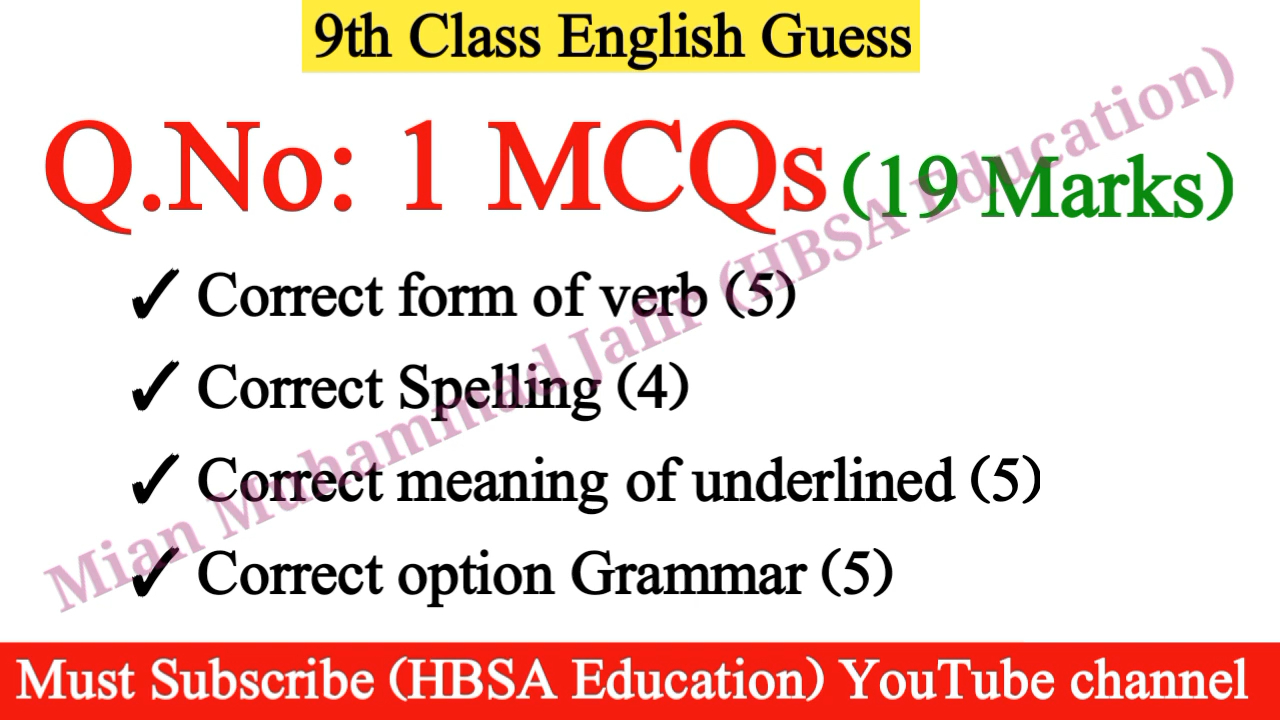 9th Class English Guess
Q.No: 1 MCQs (19 Marks)
✓ Correct form of verb (5)
✓ Correct Spelling (4)
✓ Correct meaning of underlined (5)
✓ Correct option Grammar (5)
Mian Muhammad Jafir (HBSA Education)
Must Subscribe (HBSA Education) YouTube channel